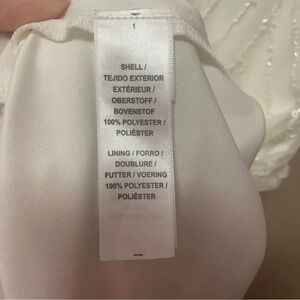 1
SHELL /
TEJIDO EXTERIOR
EXTÉRIEUR /
OBERSTOFF /
BOVENSTOF
100% POLYESTER /
POLIÉSTER
LINING / FORRO /
DOUBLURE /
FUTTER / VOERING
100% POLYESTER /
POLIÉSTER